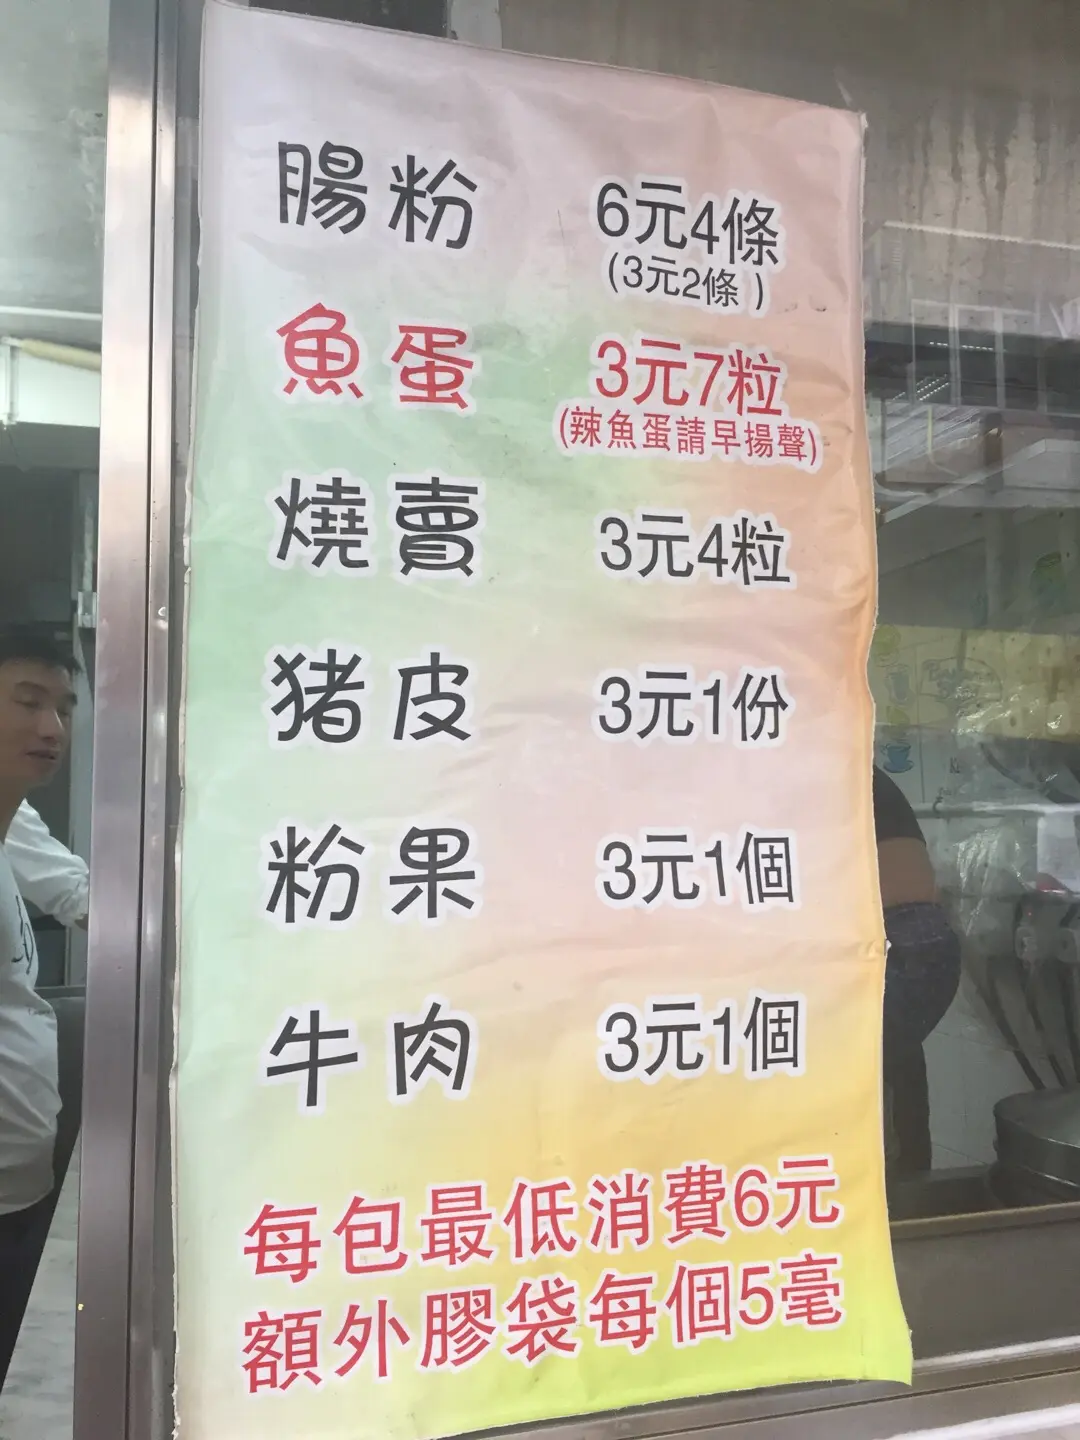 腸粉 6元4條
(3元2條)
魚蛋 3元7粒
(辣魚蛋請早揚聲)
燒賣 3元4粒
猪皮 3元1份
粉果 3元1個
牛肉 3元1個
每包最低消費6元
額外膠袋每個5毫